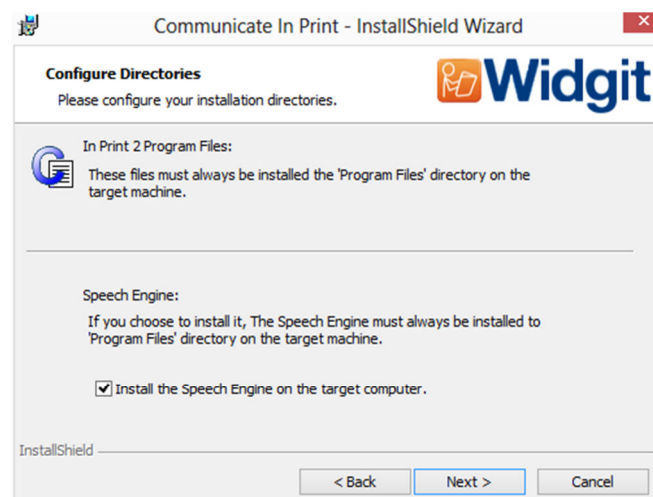 Communicate In Print - InstallShield Wizard
Configure Directories
Please configure your installation directories.
Widgit
In Print 2 Program Files:
These files must always be installed the 'Program Files' directory on the
target machine.
Speech Engine:
If you choose to install it, The Speech Engine must always be installed to
'Program Files' directory on the target machine.
Install the Speech Engine on the target computer.
InstallShield
< Back
Next >
Cancel